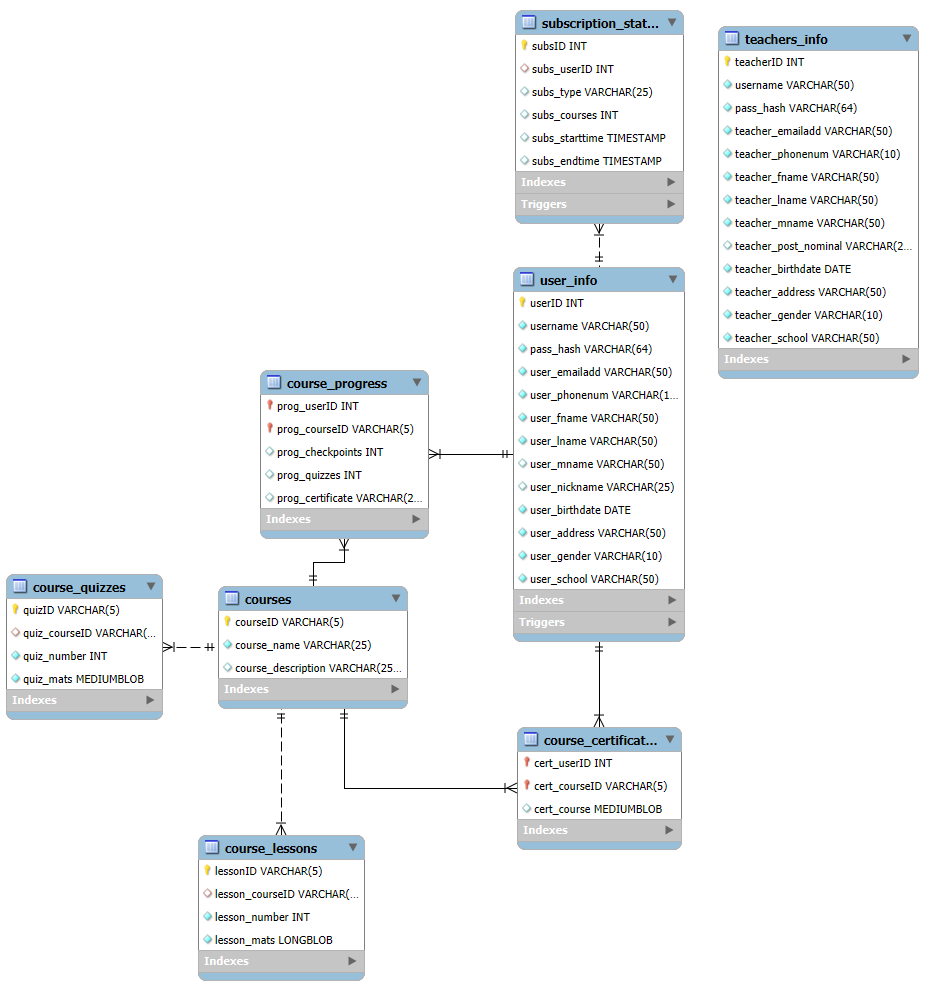 subscription_stat...
subsID INT
subs_userID INT
subs_type VARCHAR(25)
subs_courses INT
subs_starttime TIMESTAMP
subs_endtime TIMESTAMP
Indexes
Triggers
teachers_info
teacherID INT
username VARCHAR(50)
pass_hash VARCHAR(64)
teacher_emailadd VARCHAR(50)
teacher_phonenum VARCHAR(10)
teacher_fname VARCHAR(50)
teacher_lname VARCHAR(50)
teacher_mname VARCHAR(50)
teacher_post_nominal VARCHAR(2...
teacher_birthdate DATE
teacher_address VARCHAR(50)
teacher_gender VARCHAR(10)
teacher_school VARCHAR(50)
Indexes
user_info
userID INT
username VARCHAR(50)
pass_hash VARCHAR(64)
user_emailadd VARCHAR(50)
user_phonenum VARCHAR(1...
user_fname VARCHAR(50)
user_lname VARCHAR(50)
user_mname VARCHAR(50)
user_nickname VARCHAR(25)
user_birthdate DATE
user_address VARCHAR(50)
user_gender VARCHAR(10)
user_school VARCHAR(50)
Indexes
Triggers
course_progress
prog_userID INT
prog_courseID VARCHAR(5)
prog_checkpoints INT
prog_quizzes INT
prog_certificate VARCHAR(2...
Indexes
course_quizzes
quizID VARCHAR(5)
quiz_courseID VARCHAR(...
quiz_number INT
quiz_mats MEDIUMBLOB
Indexes
courses
courseID VARCHAR(5)
course_name VARCHAR(25)
course_description VARCHAR(25...
Indexes
course_certificat...
cert_userID INT
cert_courseID VARCHAR(5)
cert_course MEDIUMBLOB
Indexes
course_lessons
lessonID VARCHAR(5)
lesson_courseID VARCHAR(...
lesson_number INT
lesson_mats LONGBLOB
Indexes